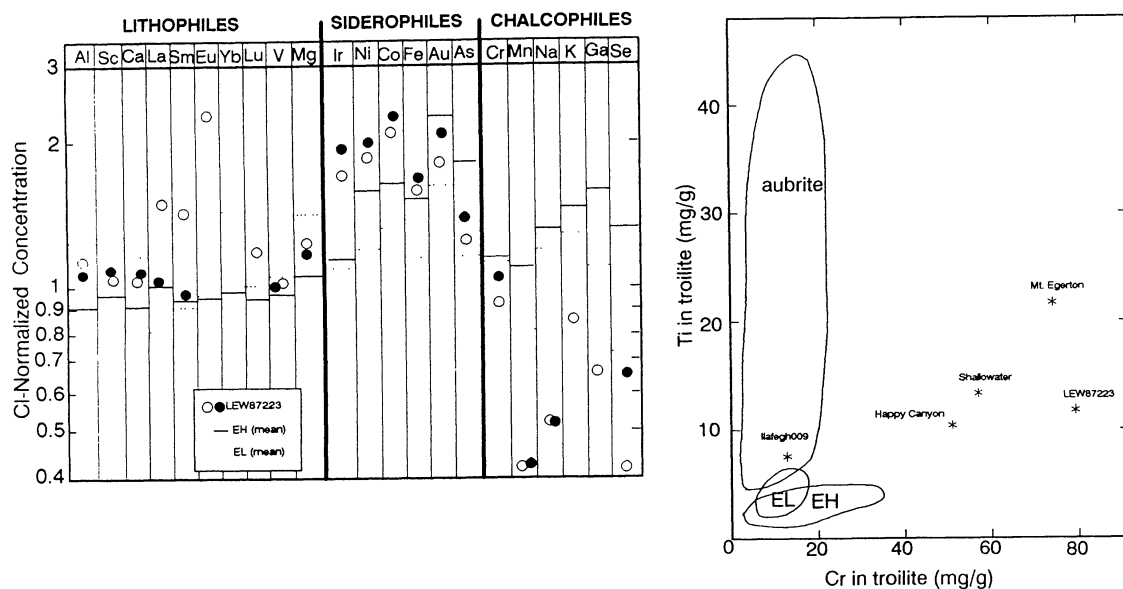 LITHOPHILES
SIDEROPHILES
CHALCOPHILES
Al Sc Ca La Sm Eu Yb Lu V Mg
Ir Ni Co Fe Au As
Cr Mn Na K Ga Se
3
2
1
0.9
0.8
0.7
0.6
0.5
0.4
CI-Normalized Concentration
LEW87223
EH (mean)
EL (mean)
40
30
20
10
0
Ti in troilite (mg/g)
aubrite
Mt. Egerton
Shallowater
LEW87223
Happy Canyon
Ilafegh009
EL
EH
0 20 40 60 80
Cr in troilite (mg/g)